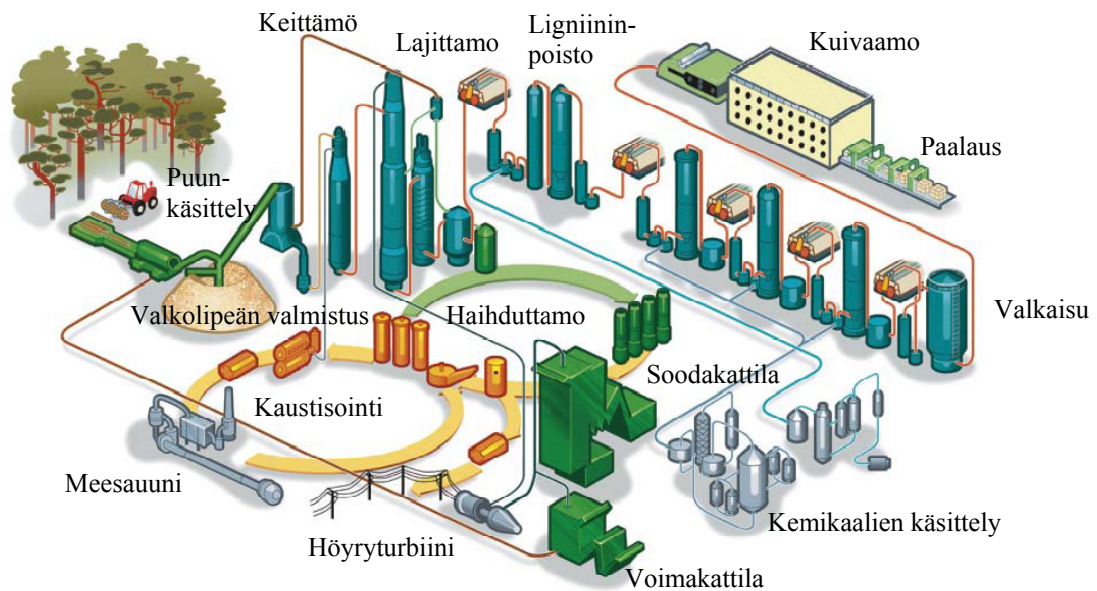 Keittämö
Lajittamo
Ligniinin-
poisto
Kuivaamo
Paalaus
Puun-
käsittely
Valkolipeän valmistus
Haihduttamo
Valkaisu
Soodakattila
Kaustisointi
Meesauuni
Höyryturbiini
Kemikaalien käsittely
Voimakattila